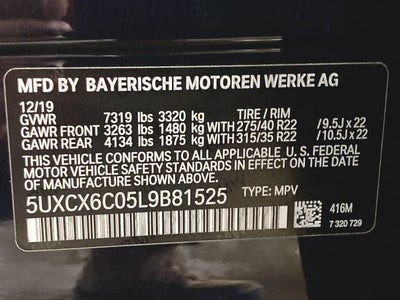 MFD BY BAYERISCHE MOTOREN WERKE AG
12/19
GVWR 7319 lbs 3320 kg TIRE / RIM
GAWR FRONT 3263 lbs 1480 kg WITH 275/40 R22 /9.5J x 22
GAWR REAR 4134 lbs 1875 kg WITH 315/35 R22 /10.5J x 22
THIS VEHICLE CONFORMS TO ALL APPLICABLE U. S. FEDERAL
MOTOR VEHICLE SAFETY STANDARDS IN EFFECT ON THE
DATE OF MANUFACTURE SHOWN ABOVE.
5UXCX6C05L9B81525 TYPE: MPV
416M
7 320 729